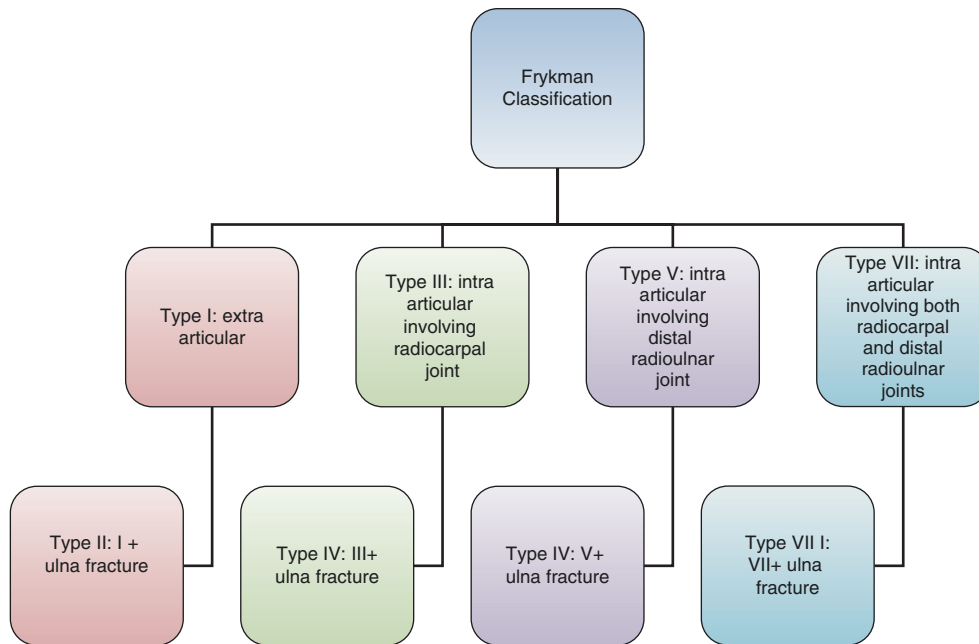 Frykman
Classification
Type I: extra
articular
Type III: intra
articular
involving
radiocarpal
joint
Type V: intra
articular
involving
distal
radioulnar
joint
Type VII: intra
articular
involving both
radiocarpal
and distal
radioulnar
joints
Type II: I +
ulna fracture
Type IV: III+
ulna fracture
Type IV: V+
ulna fracture
Type VII I:
VII+ ulna
fracture